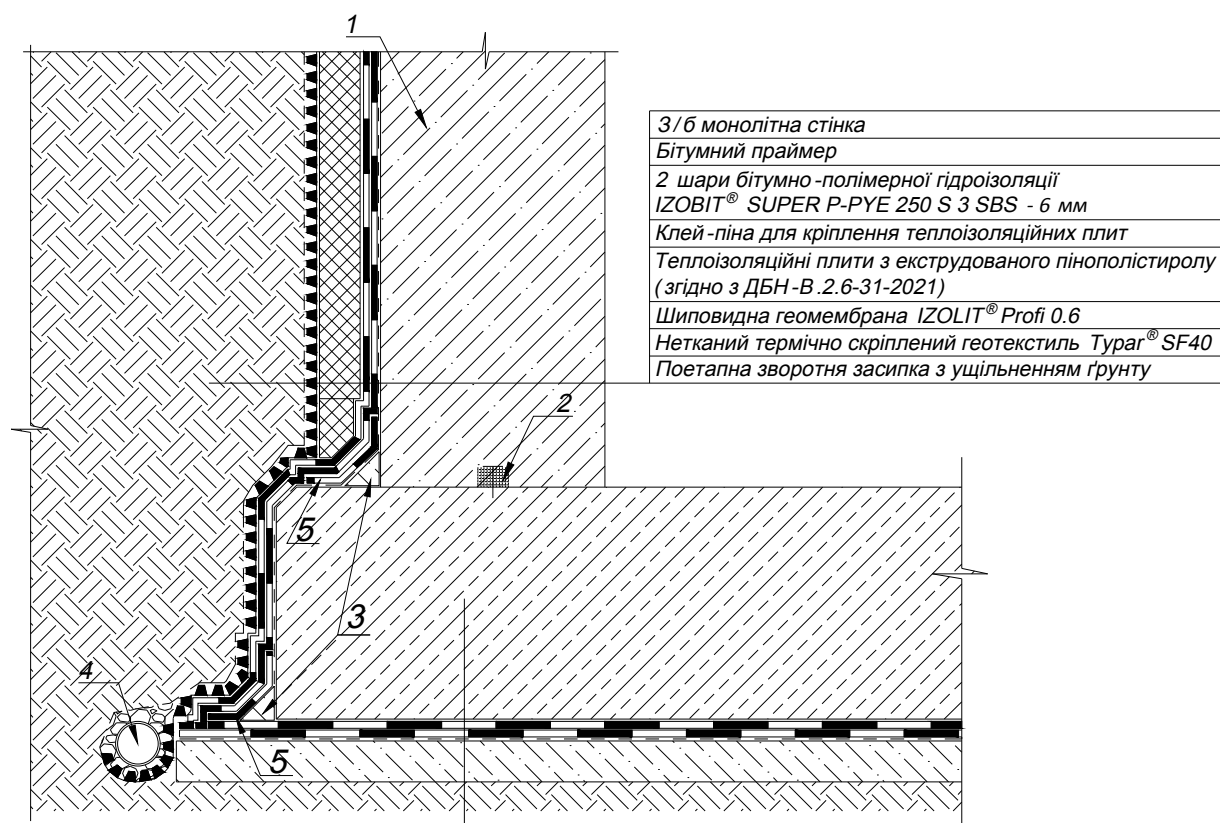 1
З/б монолітна стінка
Бітумний праймер
2 шари бітумно-полімерної гідроізоляції
IZOBIT® SUPER P-PYE 250 S 3 SBS - 6 мм
Клей-піна для кріплення теплоізоляційних плит
Теплоізоляційні плити з екструдованого пінополістиролу
(згідно з ДБН-В.2.6-31-2021)
Шиповидна геомембрана IZOLIT® Profi 0.6
Нетканий термічно скріплений геотекстиль Typar® SF40
Поетапна зворотня засипка з ущільненням ґрунту
2
5
3
4
5